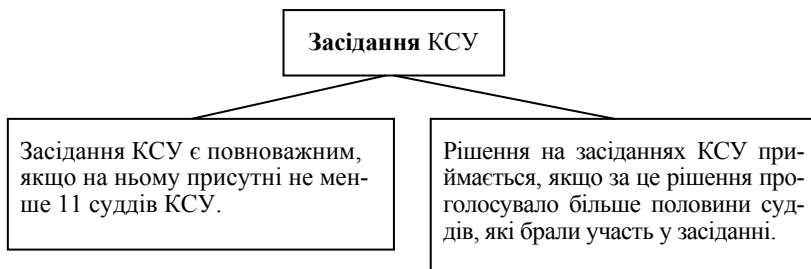 Засідання КСУ
Засідання КСУ є повноважним,
якщо на ньому присутні не мен-
ше 11 суддів КСУ.
Рішення на засіданнях КСУ при-
ймається, якщо за це рішення про-
голосувало більше половини суд-
дів, які брали участь у засіданні.